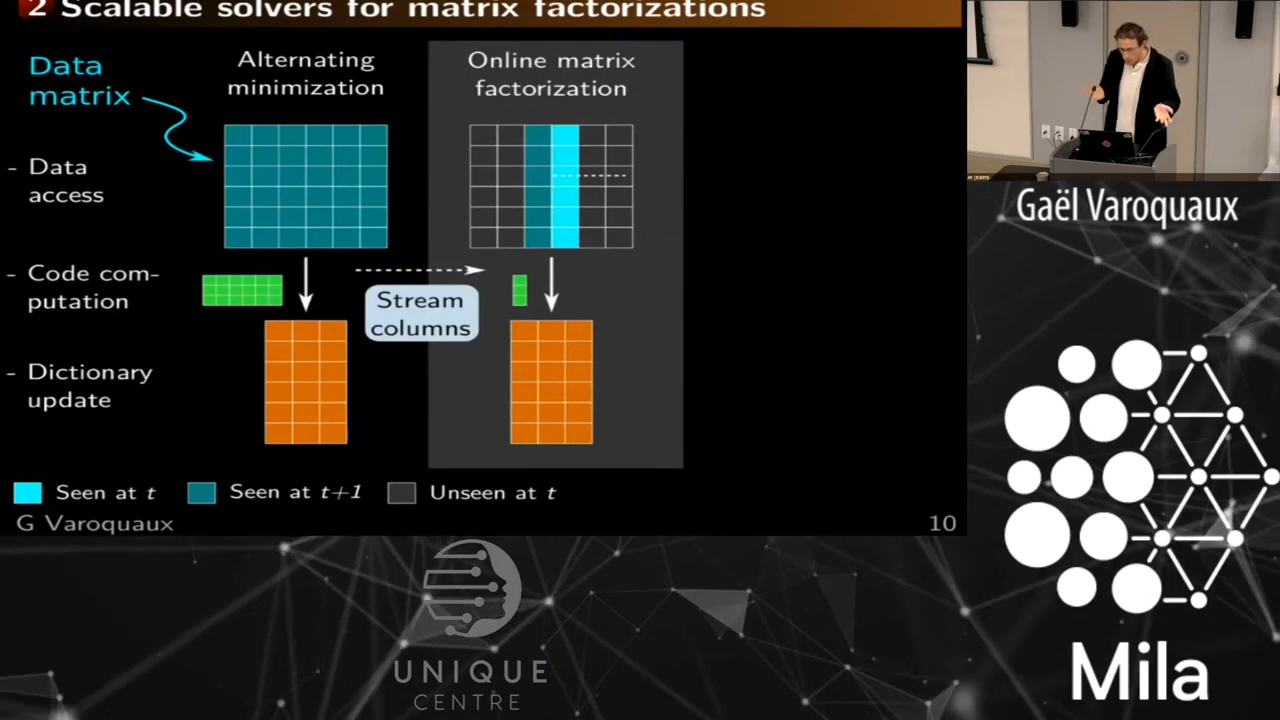 2 Scalable solvers for matrix factorizations
Data
matrix
Alternating
minimization
Online matrix
factorization
- Data
access
- Code com-
putation
Stream
columns
- Dictionary
update
Seen at t
Seen at t+1
Unseen at t
G Varoquaux
10
Gaël Varoquaux
Mila
UNIQUE
CENTRE